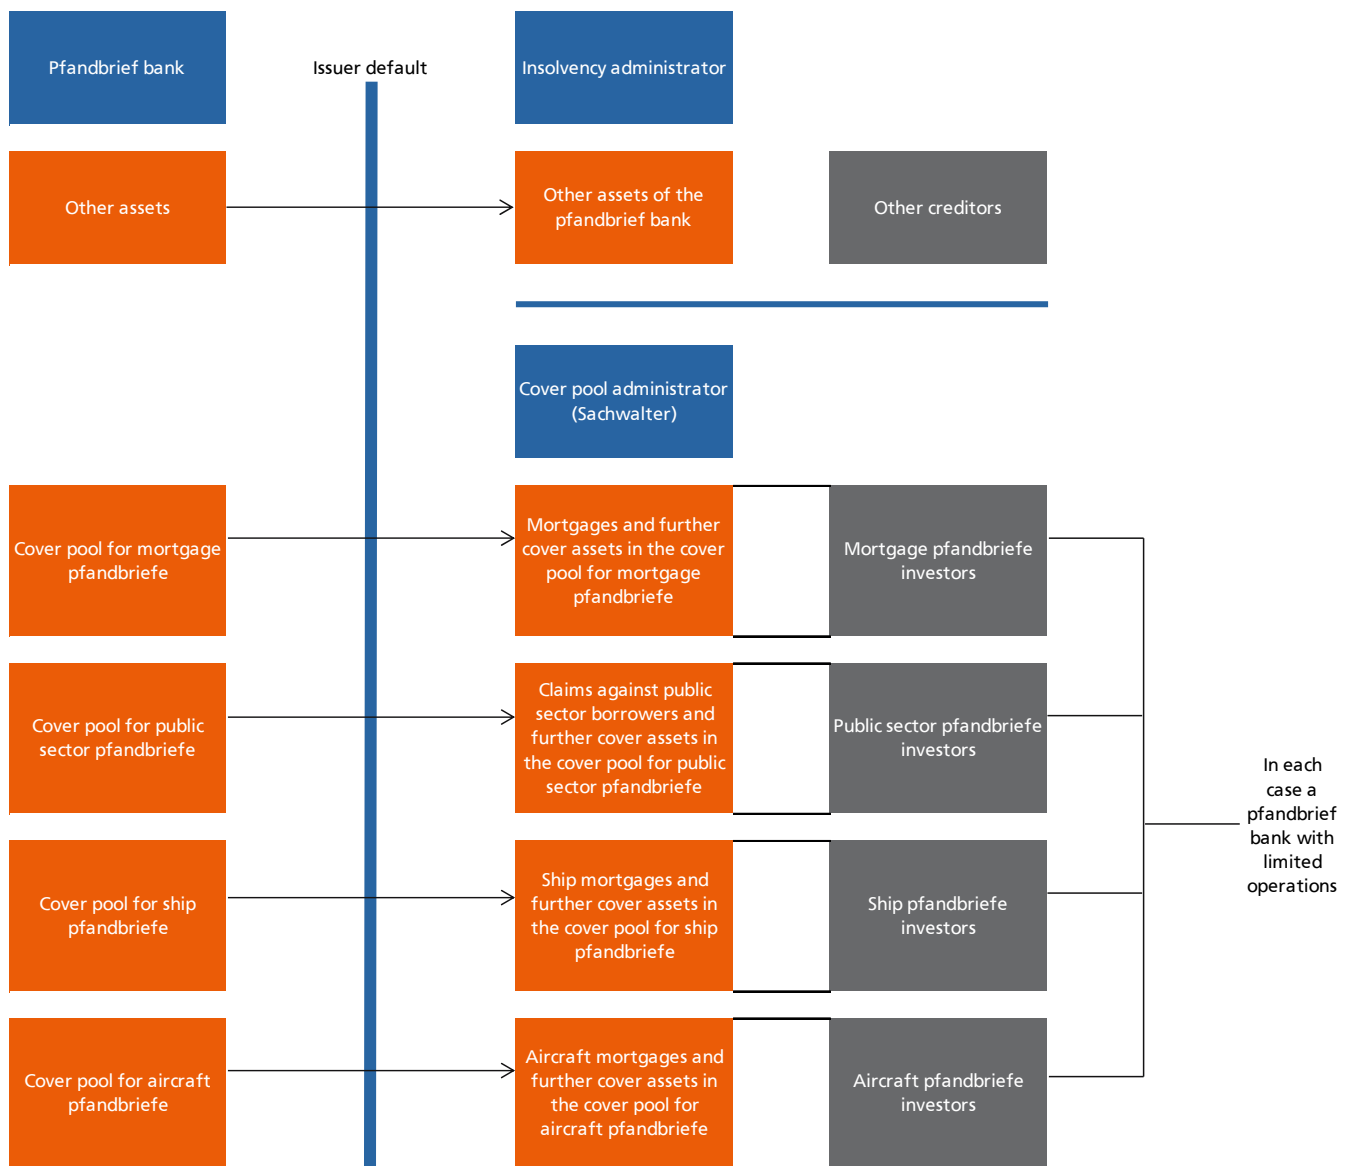 Pfandbrief bank
Issuer default
Insolvency administrator
Other assets
Other assets of the
pfandbrief bank
Other creditors
Cover pool administrator
(Sachwalter)
Cover pool for mortgage
pfandbriefe
Mortgages and further
cover assets in the cover
pool for mortgage
pfandbriefe
Mortgage pfandbriefe
investors
Cover pool for public
sector pfandbriefe
Claims against public
sector borrowers and
further cover assets in
the cover pool for public
sector pfandbriefe
Public sector pfandbriefe
investors
In each
case a
pfandbrief
bank with
limited
operations
Cover pool for ship
pfandbriefe
Ship mortgages and
further cover assets in
the cover pool for ship
pfandbriefe
Ship pfandbriefe
investors
Cover pool for aircraft
pfandbriefe
Aircraft mortgages and
further cover assets in
the cover pool for
aircraft pfandbriefe
Aircraft pfandbriefe
investors